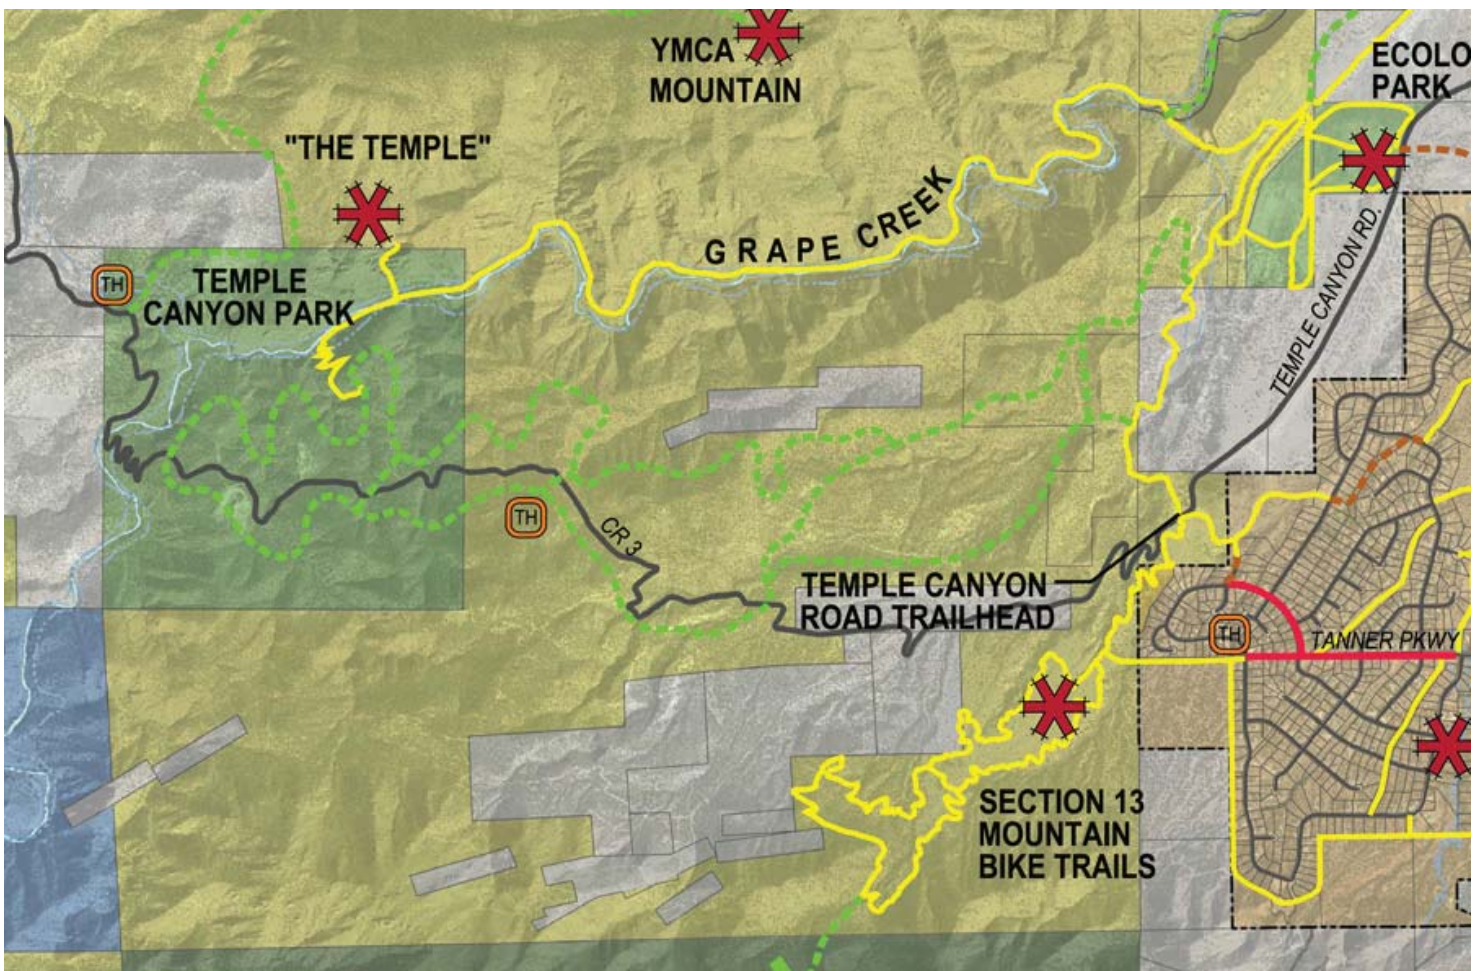 YMCA
MOUNTAIN
ECOLO
PARK
"THE TEMPLE"
GRAPE CREEK
TH
TEMPLE
CANYON PARK
TEMPLE CANYON RD.
TH
CR 3
TEMPLE CANYON
ROAD TRAILHEAD
TH
TANNER PKWY
SECTION 13
MOUNTAIN
BIKE TRAILS